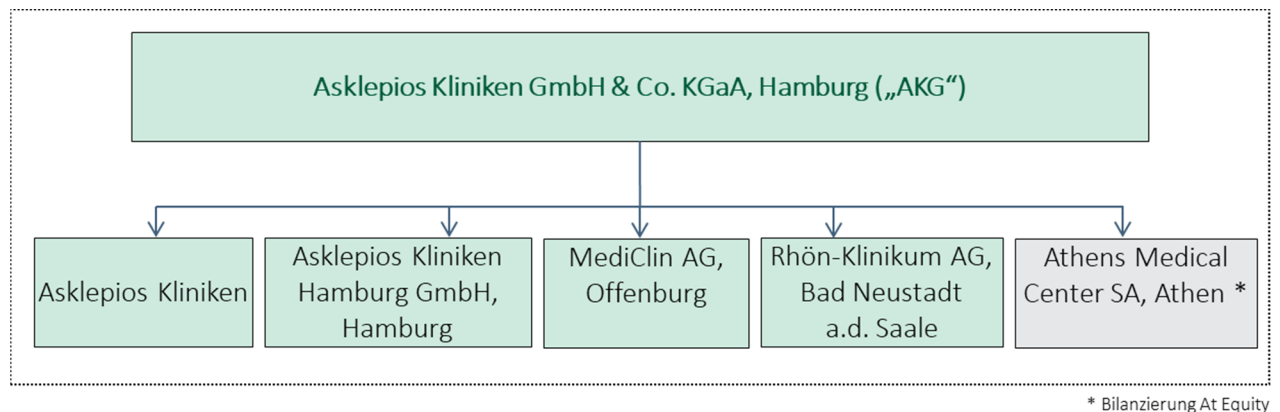 Asklepios Kliniken GmbH & Co. KGaA, Hamburg („AKG“)
Asklepios Kliniken
Asklepios Kliniken
Hamburg GmbH,
Hamburg
MediClin AG,
Offenburg
Rhön-Klinikum AG,
Bad Neustadt
a.d. Saale
Athens Medical
Center SA, Athen *
* Bilanzierung At Equity